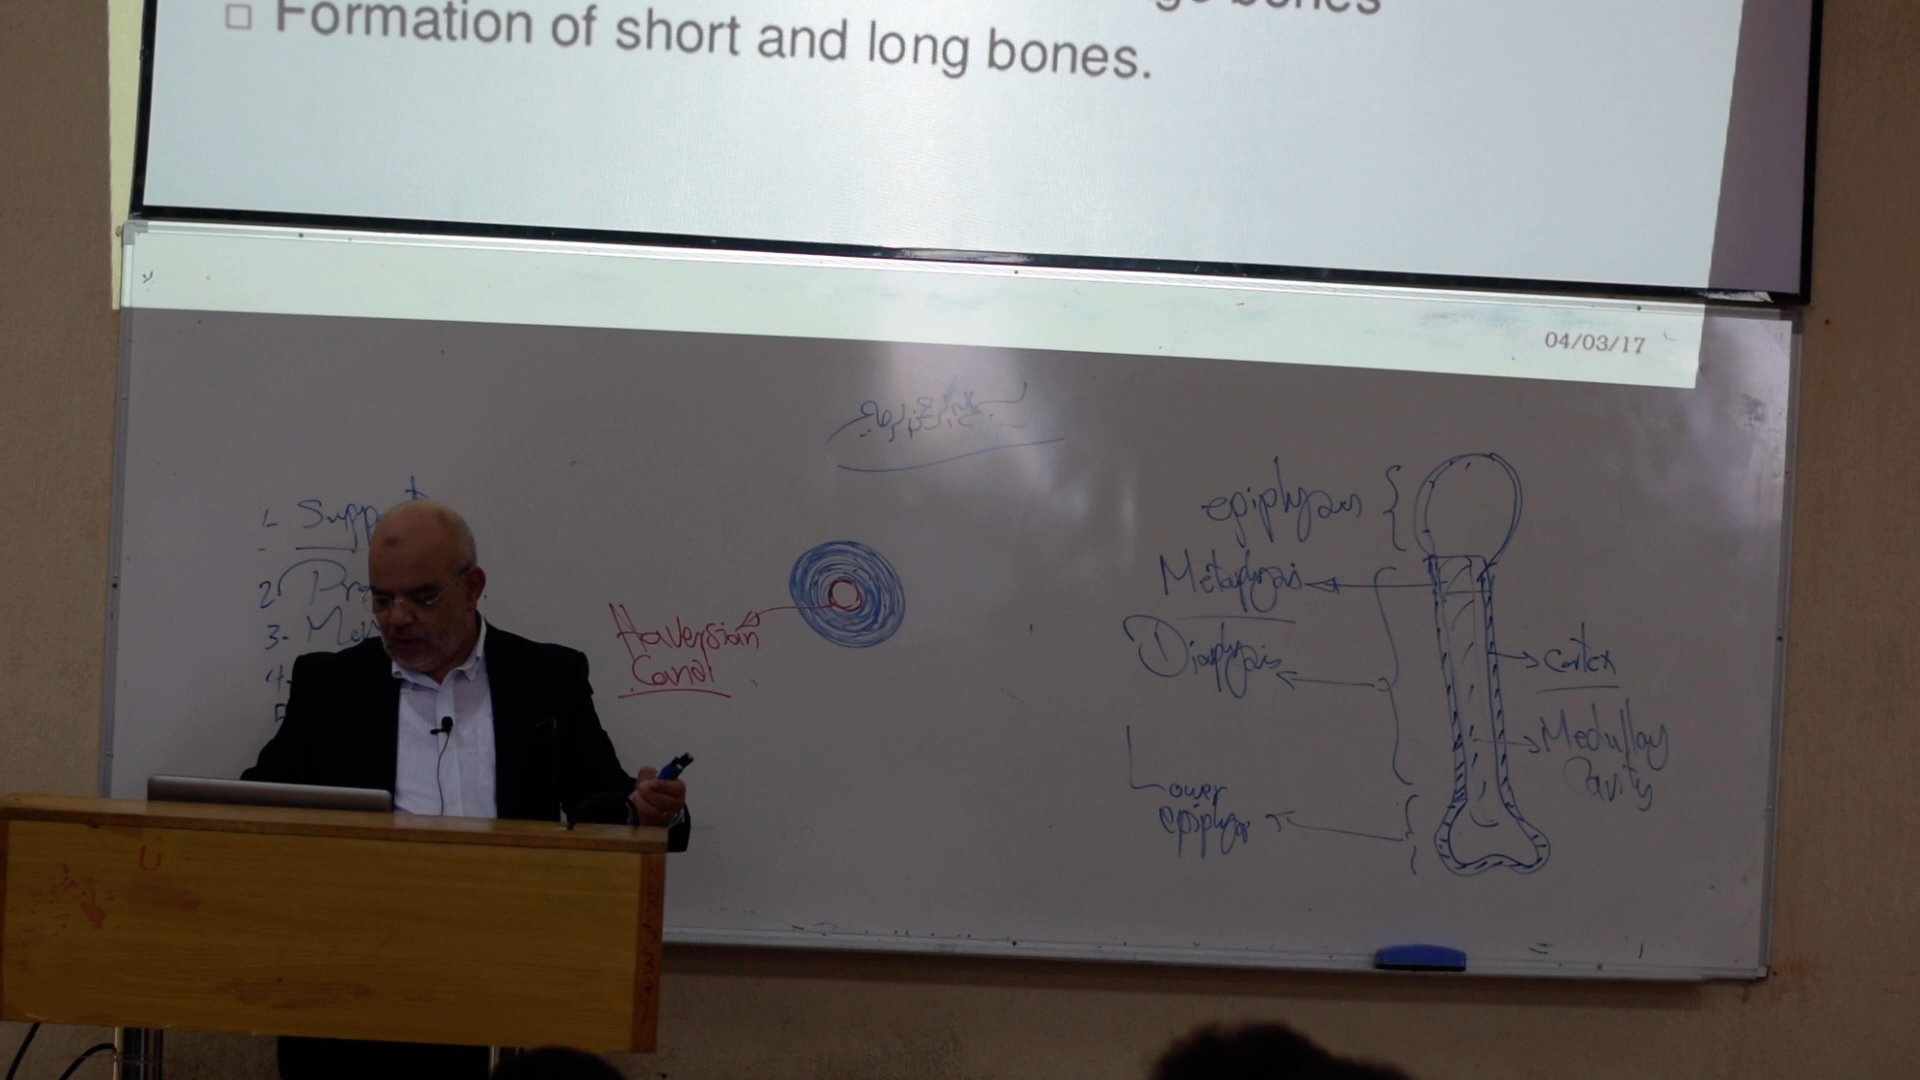 bones
□ Formation of short and long bones.
04/03/17
1- Supp
2
3-
4-
Haversian
Canal
epiphysis
Metaphysis
Diaphysis
Lower
epiphysis
cortex
Medullary
Cavity